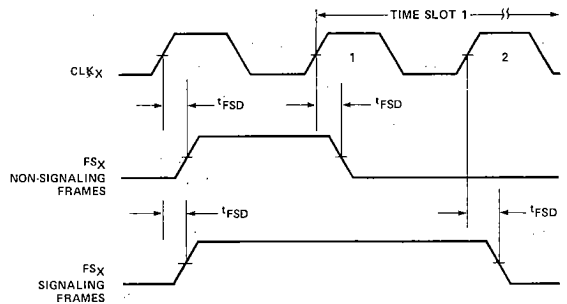 TIME SLOT 1
CLKX
1
2
tFSD
tFSD
FSX
NON-SIGNALING
FRAMES
tFSD
tFSD
FSX
SIGNALING
FRAMES